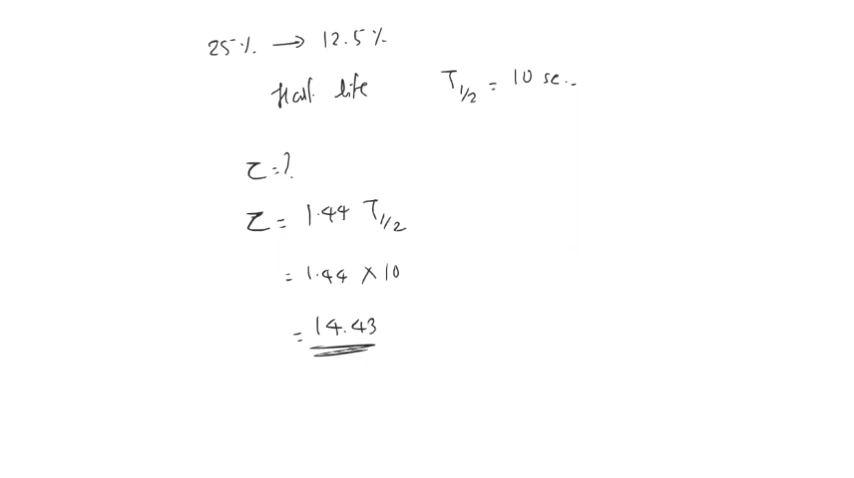 25% → 12.5%
Half life T1/2 = 10 sec.
τ = ?
τ = 1.44 T1/2
= 1.44 × 10
= 14.43